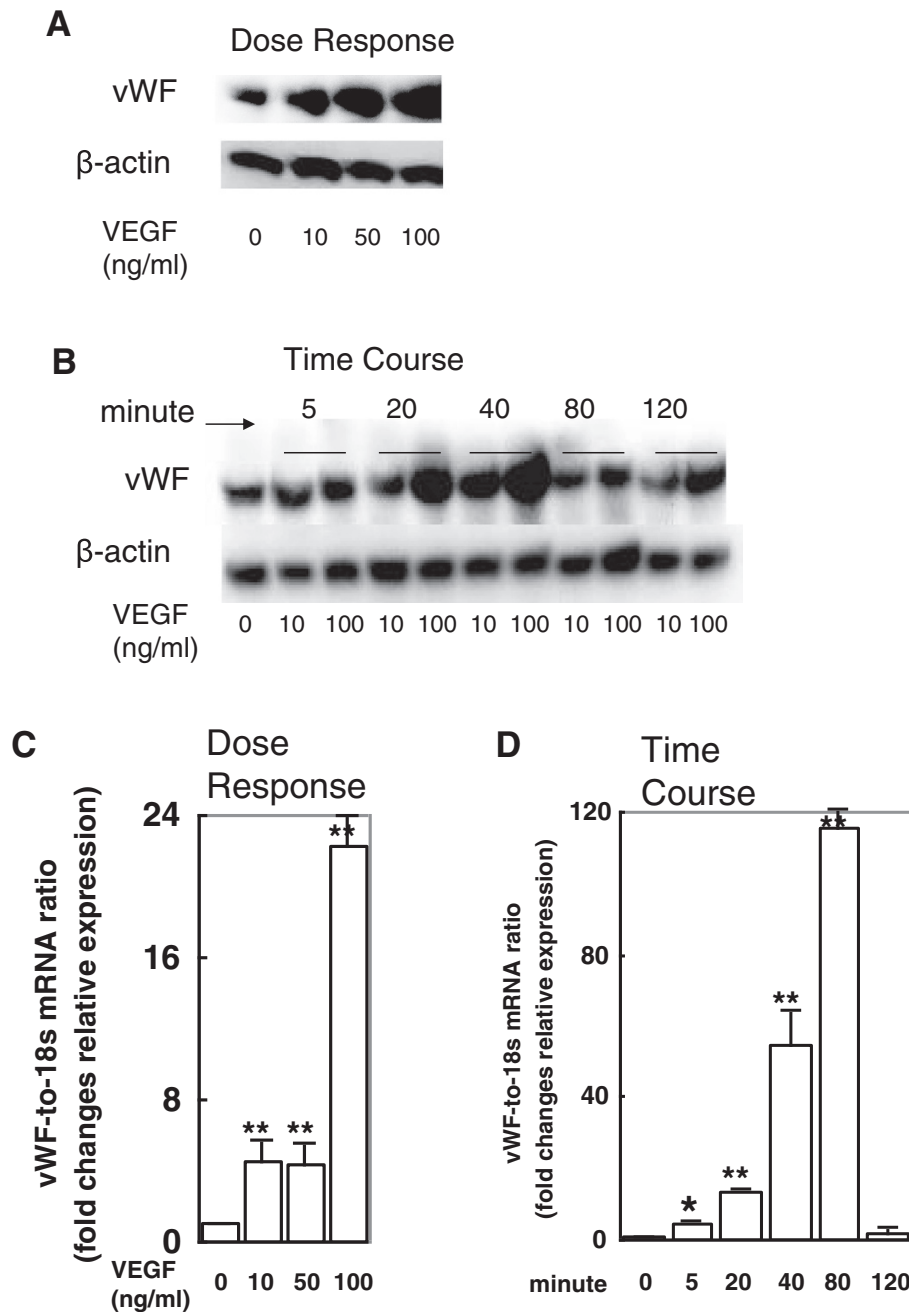 A
Dose Response
vWF
β-actin
VEGF
(ng/ml)
0 10 50 100
B
Time Course
minute 5 20 40 80 120
vWF
β-actin
VEGF
(ng/ml)
0 10 100 10 100 10 100 10 100 10 100
C
Dose
Response
vWF-to-18s mRNA ratio
(fold changes relative expression)
24
16
8
0
** ** **
VEGF
(ng/ml)
0 10 50 100
D
Time
Course
vWF-to-18s mRNA ratio
(fold changes relative expression)
120
80
40
0
* ** ** **
minute 0 5 20 40 80 120